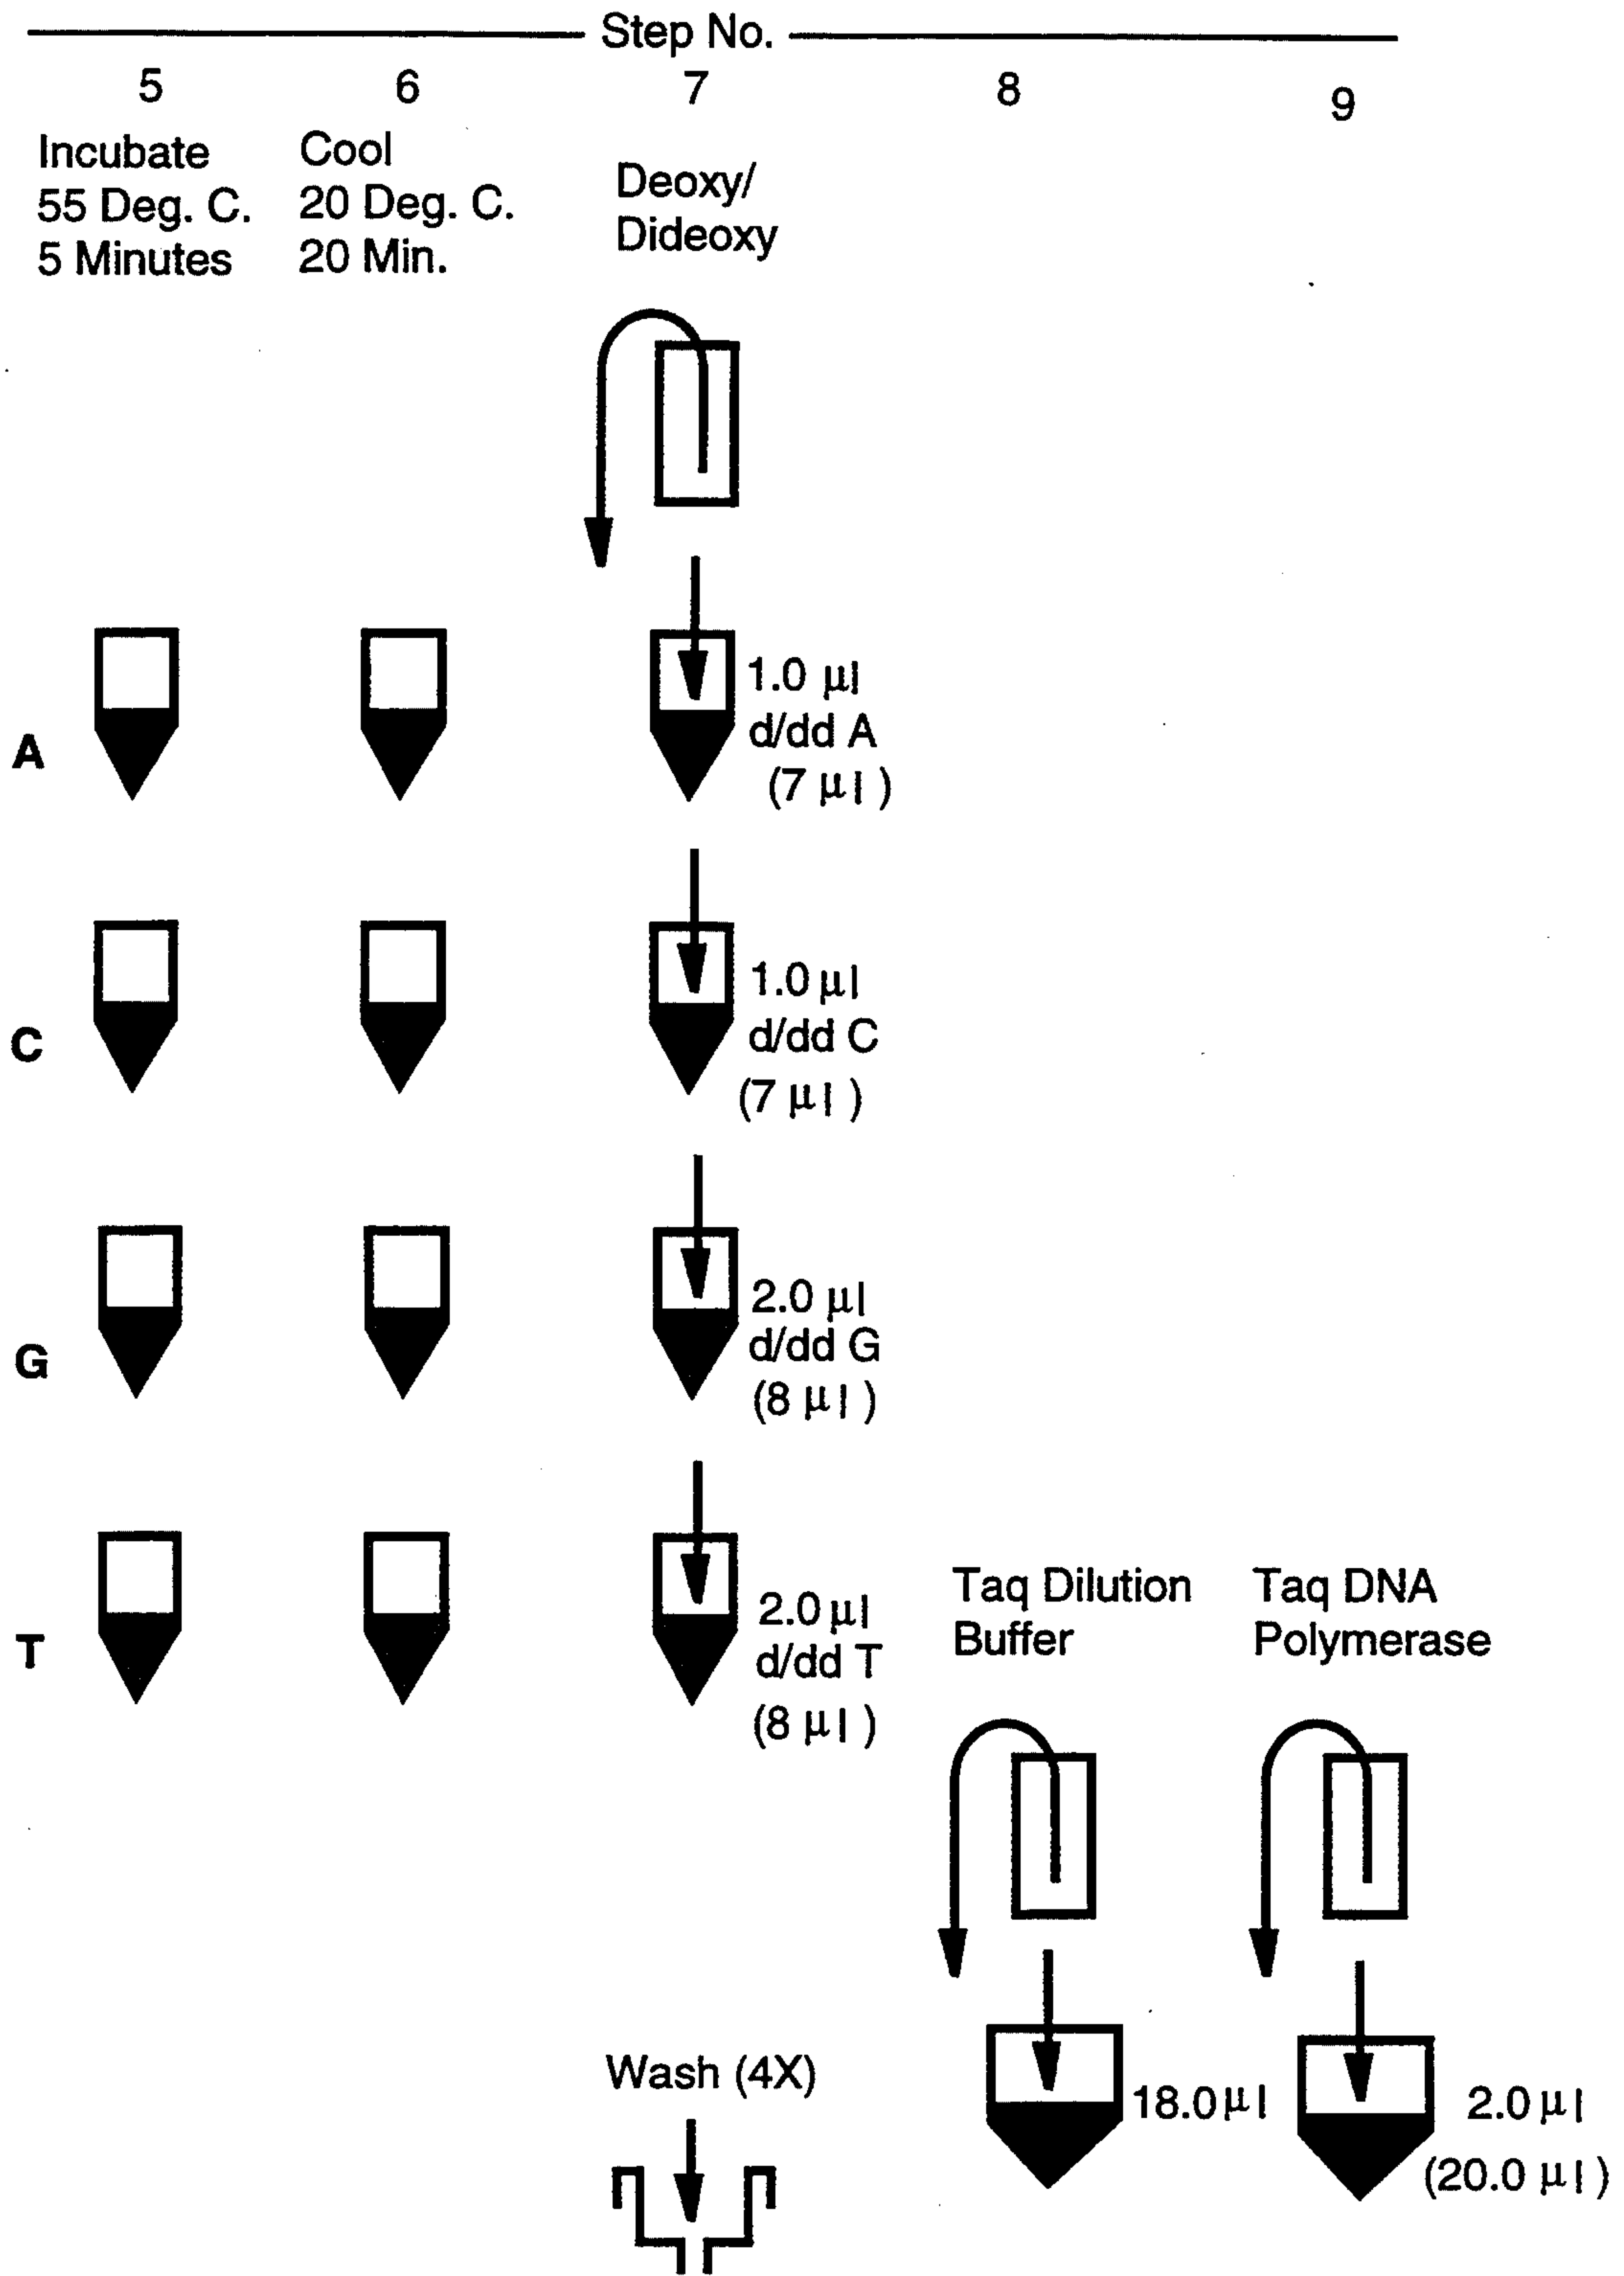 Step No.
5 6 7 8 9
Incubate
55 Deg. C.
5 Minutes
Cool
20 Deg. C.
20 Min.
Deoxy/
Dideoxy
A
1.0 µl
d/dd A
(7 µl )
C
1.0 µl
d/dd C
(7 µl )
G
2.0 µl
d/dd G
(8 µl )
T
2.0 µl
d/dd T
(8 µl )
Taq Dilution
Buffer
Taq DNA
Polymerase
Wash (4X)
18.0 µl
2.0 µl
(20.0 µl )